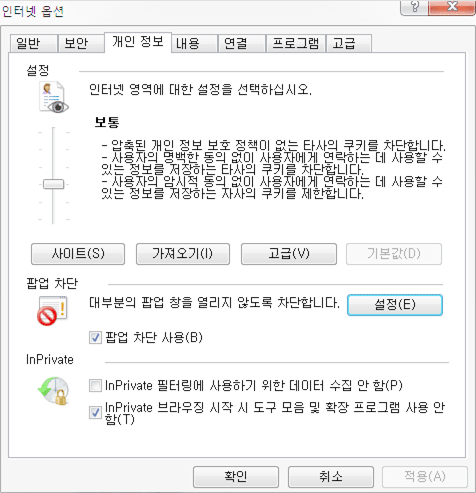 인터넷 옵션
일반 보안 개인 정보 내용 연결 프로그램 고급
설정
인터넷 영역에 대한 설정을 선택하십시오.
보통
- 압축된 개인 정보 보호 정책이 없는 타사의 쿠키를 차단합니다.
- 사용자의 명백한 동의 없이 사용자에게 연락하는 데 사용할 수
있는 정보를 저장하는 타사의 쿠키를 차단합니다.
- 사용자의 암시적 동의 없이 사용자에게 연락하는 데 사용할 수
있는 정보를 저장하는 자사의 쿠키를 제한합니다.
사이트(S) 가져오기(I) 고급(V) 기본값(D)
팝업 차단
대부분의 팝업 창을 열리지 않도록 차단합니다. 설정(E)
팝업 차단 사용(B)
InPrivate
InPrivate 필터링에 사용하기 위한 데이터 수집 안 함(P)
InPrivate 브라우징 시작 시 도구 모음 및 확장 프로그램 사용 안
함(T)
확인 취소 적용(A)